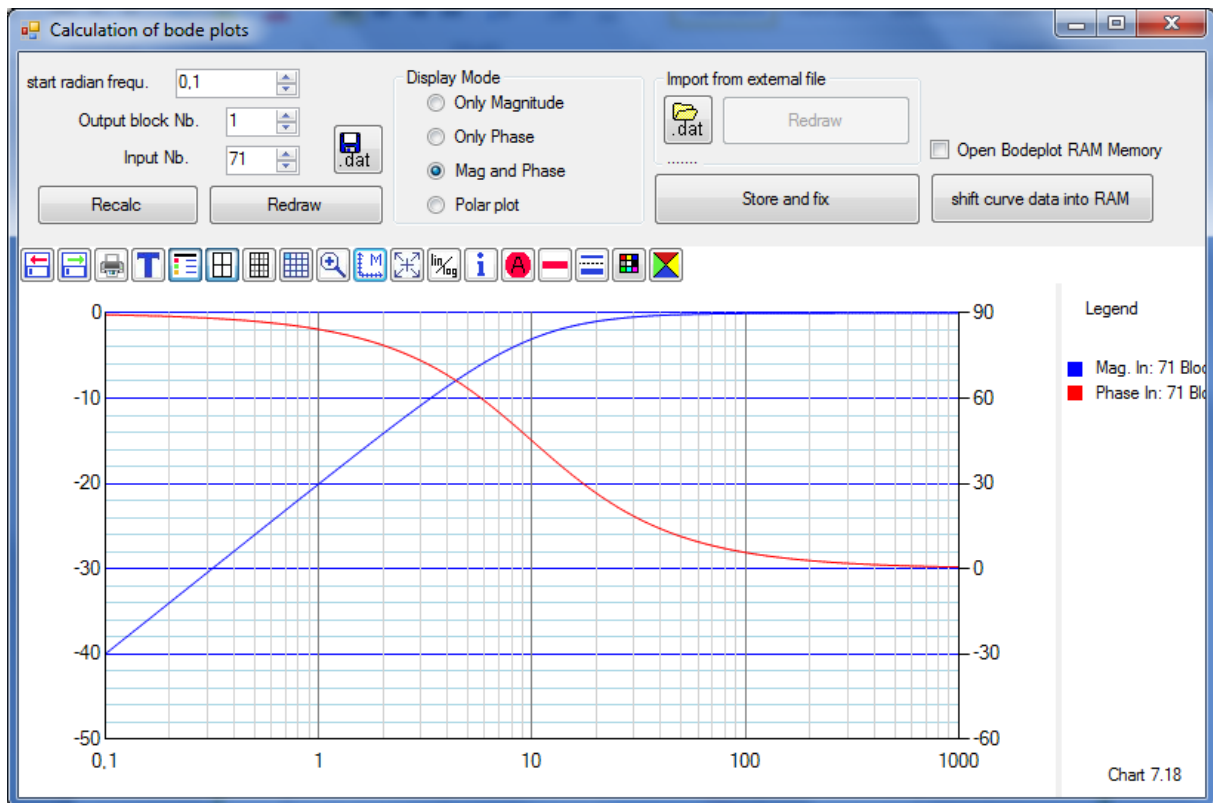 Calculation of bode plots
start radian frequ. 0,1
Output block Nb. 1
Input Nb. 71
.dat
Recalc
Redraw
Display Mode
Only Magnitude
Only Phase
Mag and Phase
Polar plot
Import from external file
.dat
Redraw
.......
Store and fix
Open Bodeplot RAM Memory
shift curve data into RAM
T
M
lin/log
i
A
0
-10
-20
-30
-40
-50
90
60
30
0
-30
-60
0,1
1
10
100
1000
Legend
Mag. In: 71 Bloc
Phase In: 71 Blo
Chart 7.18